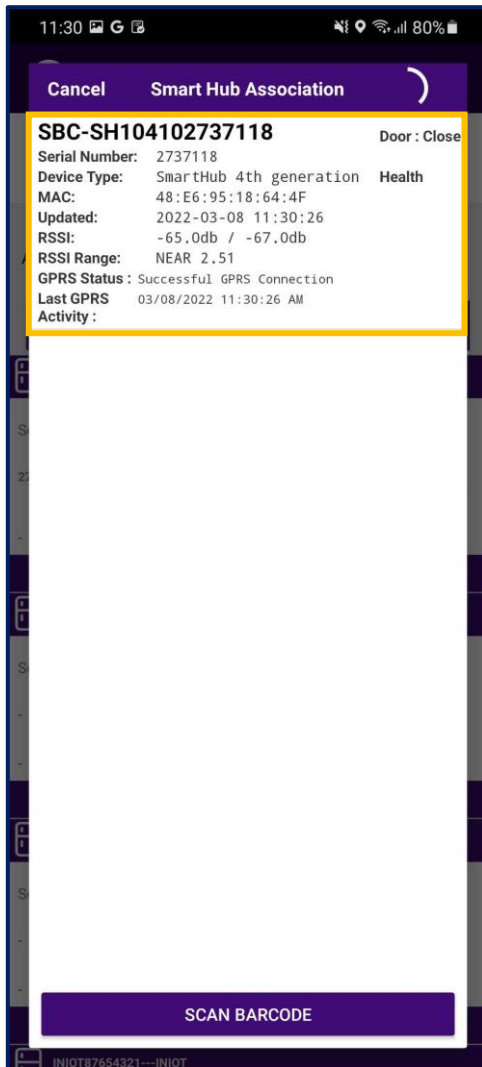 11:30 G 80%
Cancel Smart Hub Association
SBC-SH104102737118 Door : Close
Serial Number: 2737118
Device Type: SmartHub 4th generation Health
MAC: 48:E6:95:18:64:4F
Updated: 2022-03-08 11:30:26
RSSI: -65.0db / -67.0db
RSSI Range: NEAR 2.51
GPRS Status : Successful GPRS Connection
Last GPRS 03/08/2022 11:30:26 AM
Activity :
SCAN BARCODE
INIOT87654321---INIOT